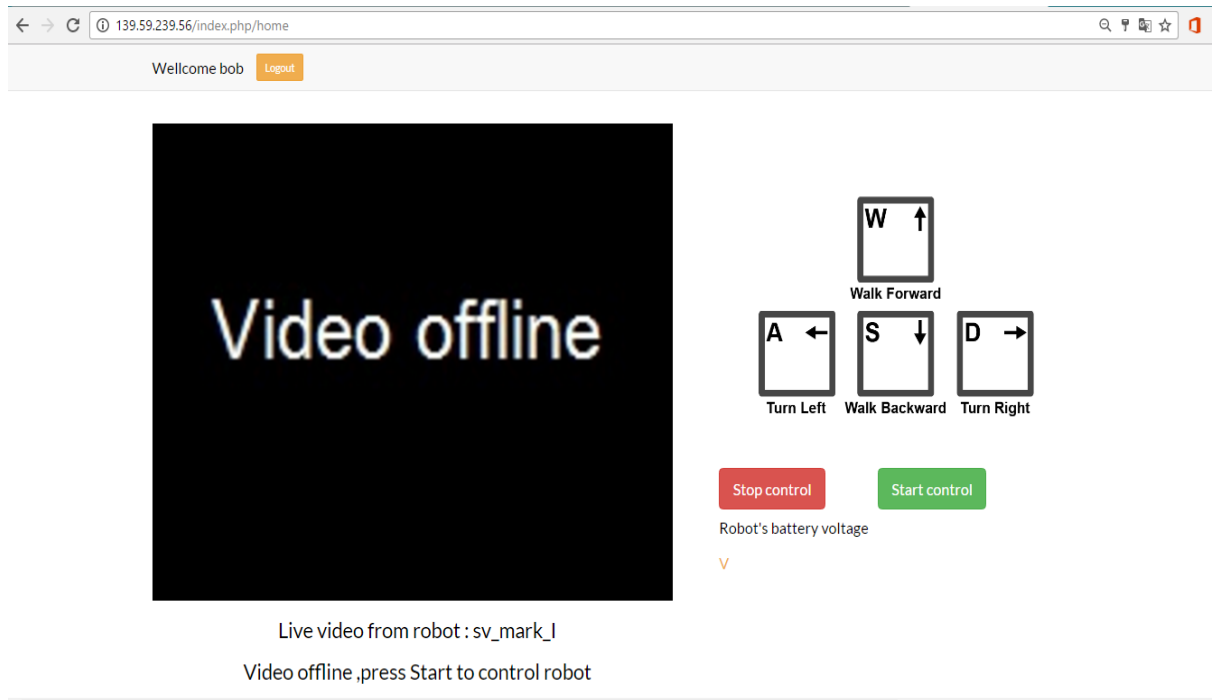 139.59.239.56/index.php/home
Wellcome bob Logout
Video offline
W
Walk Forward
A S D
Turn Left Walk Backward Turn Right
Stop control Start control
Robot's battery voltage
V
Live video from robot : sv_mark_I
Video offline ,press Start to control robot